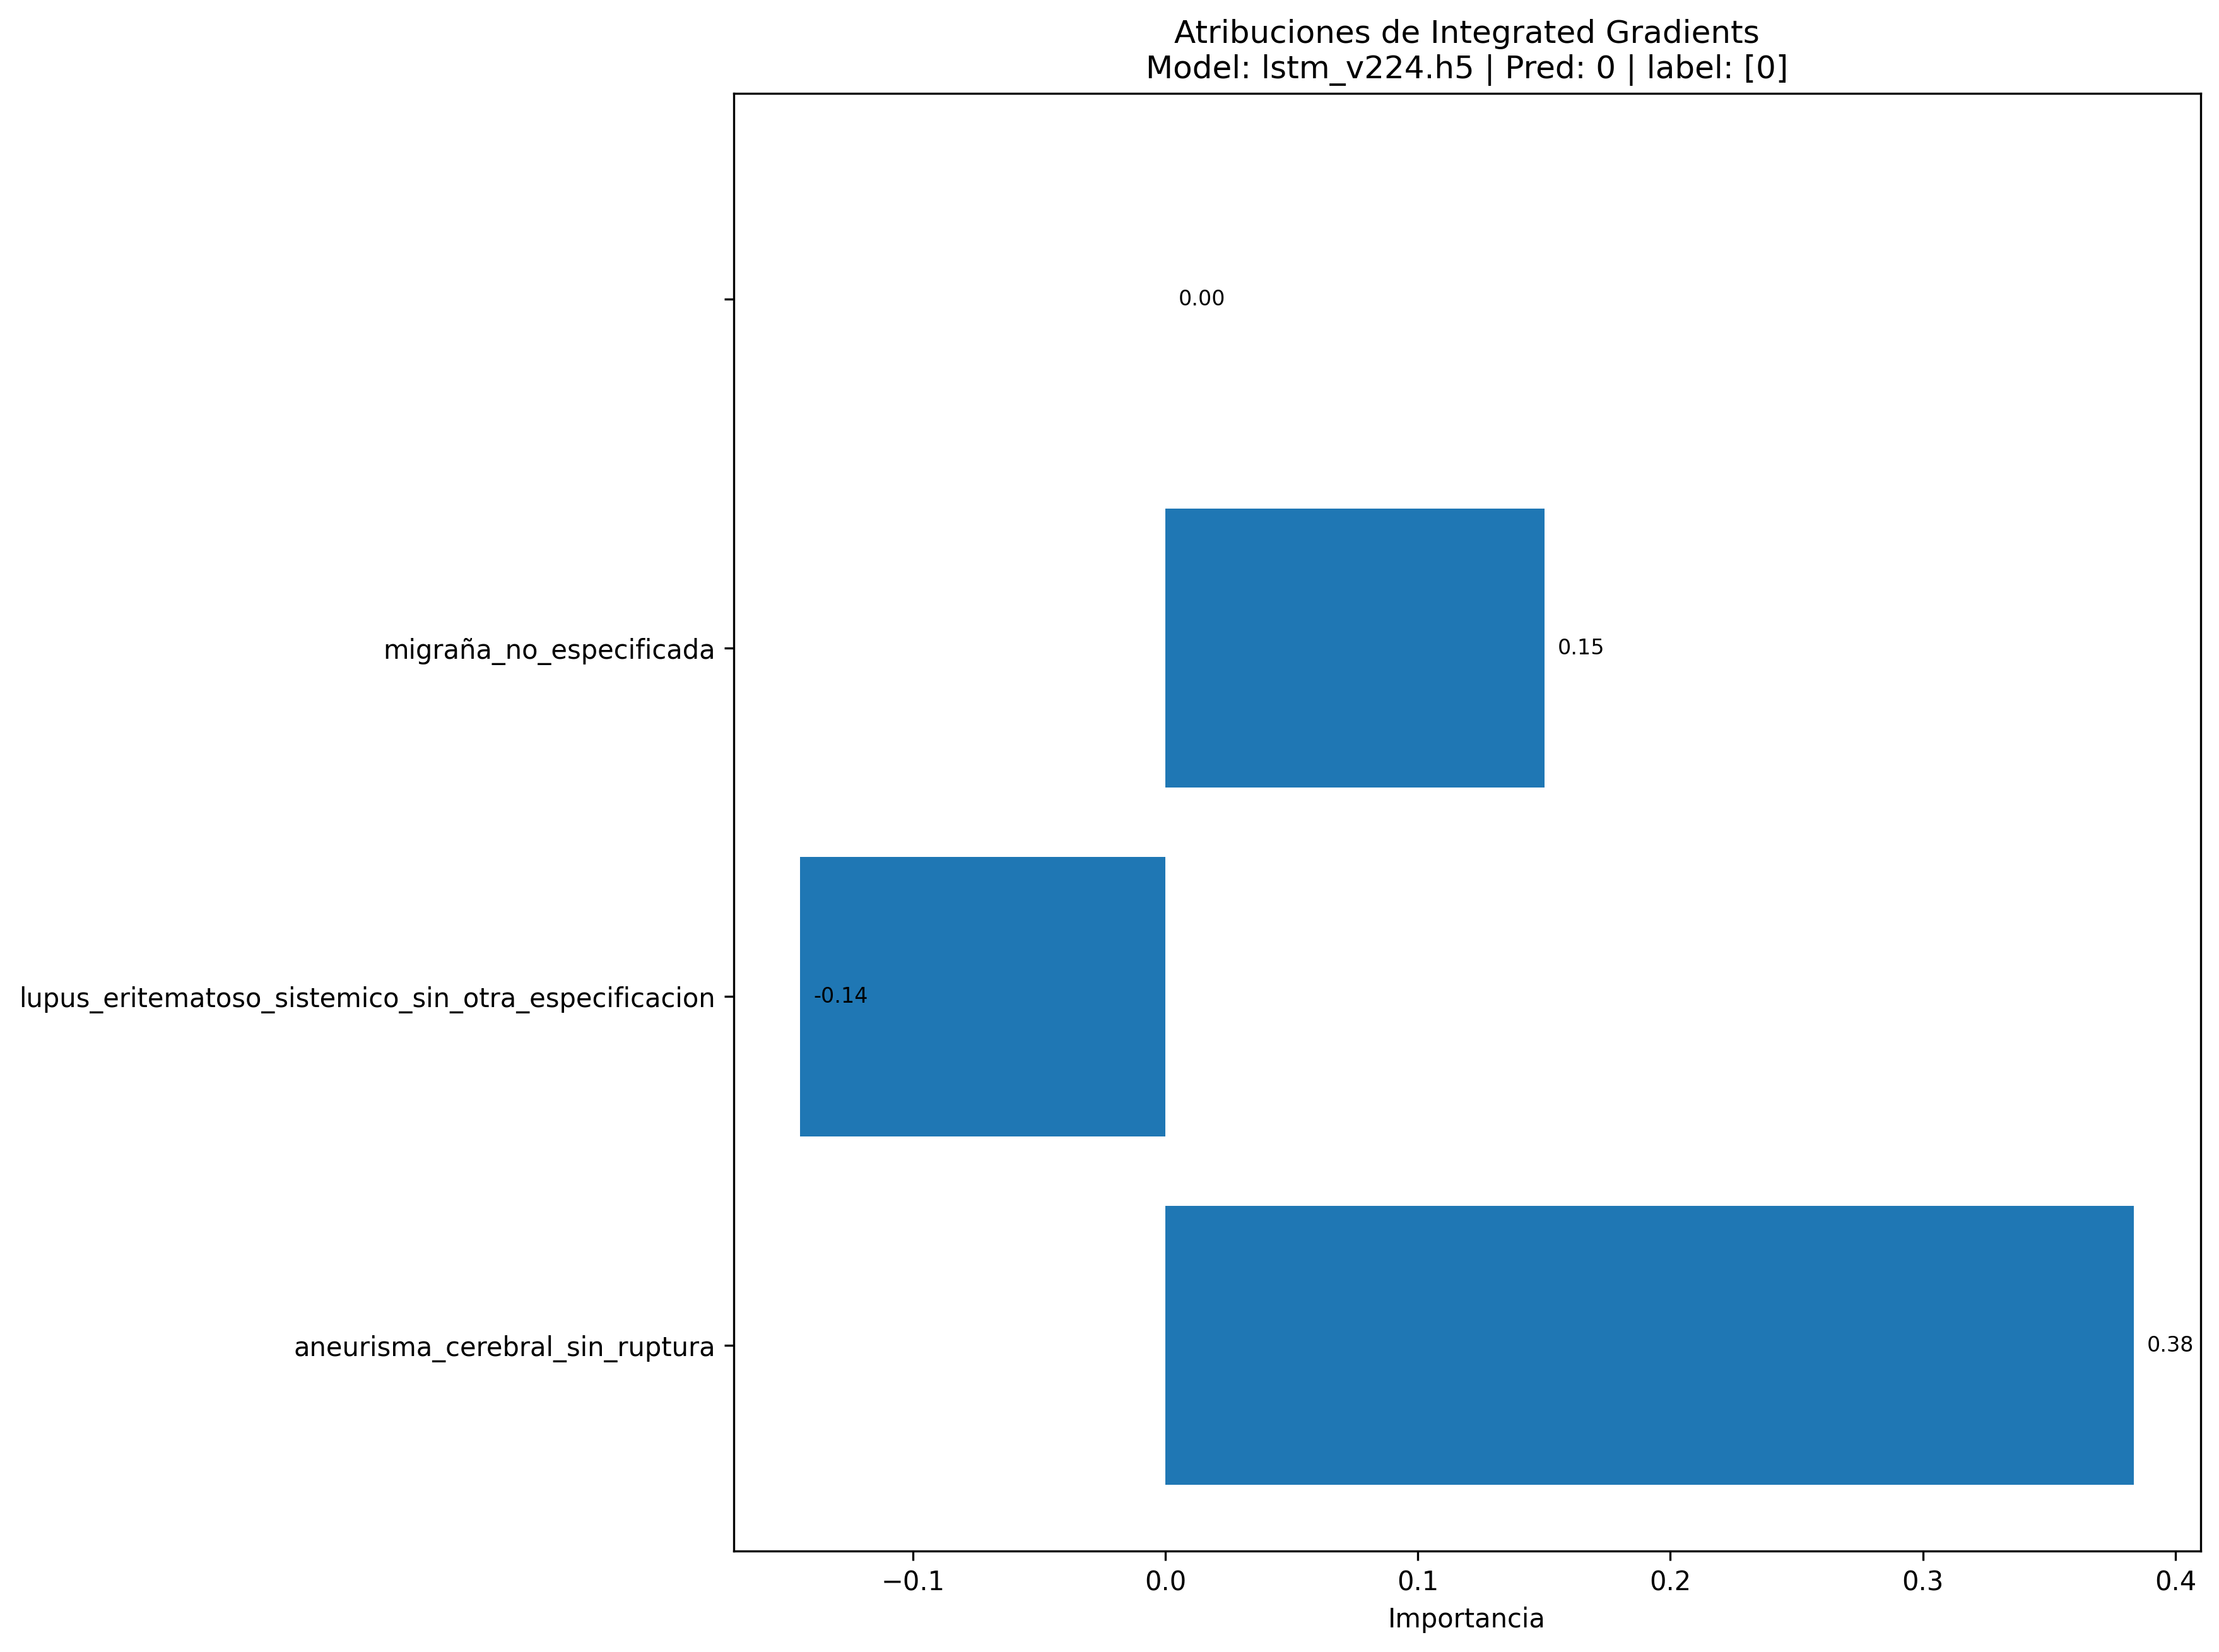 Atribuciones de Integrated Gradients
Model: lstm_v224.h5 | Pred: 0 | label: [0]
0.00
migraña_no_especificada
0.15
lupus_eritematoso_sistemico_sin_otra_especificacion
-0.14
aneurisma_cerebral_sin_ruptura
0.38
−0.1 0.0 0.1 0.2 0.3 0.4
Importancia